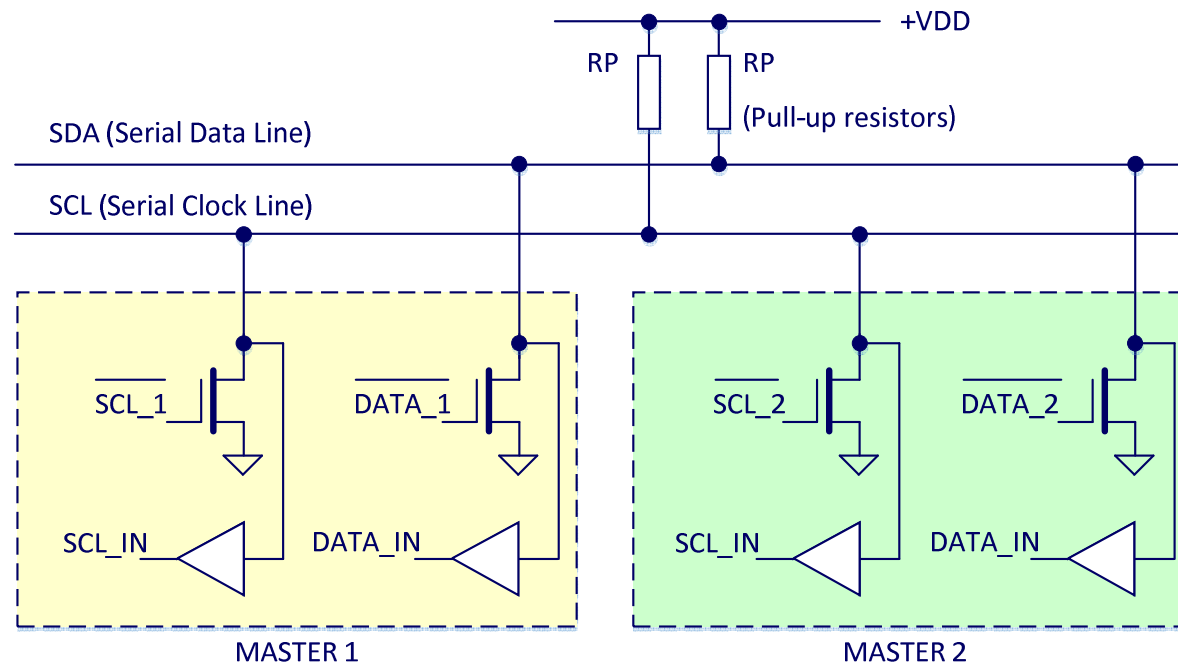 +VDD
RP RP
(Pull-up resistors)
SDA (Serial Data Line)
SCL (Serial Clock Line)
SCL_1 DATA_1 SCL_2 DATA_2
SCL_IN DATA_IN SCL_IN DATA_IN
MASTER 1 MASTER 2